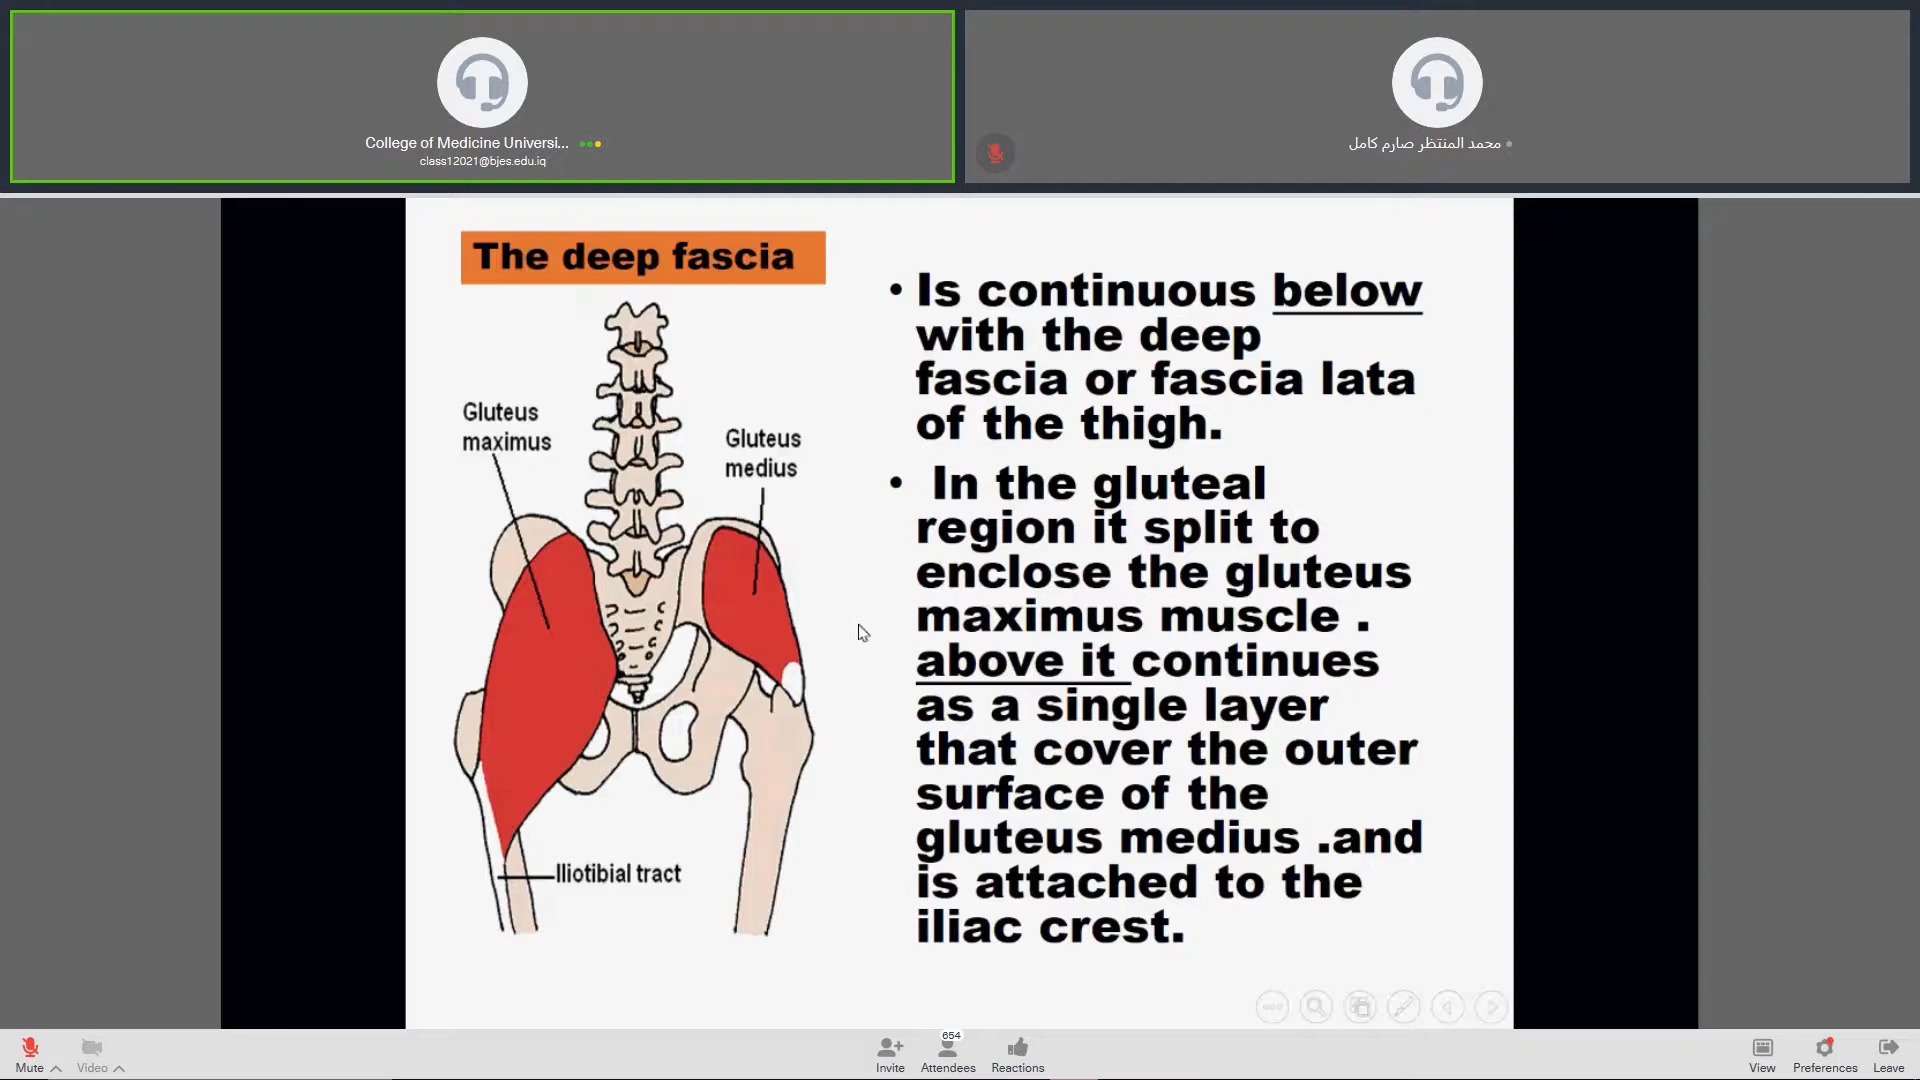 College of Medicine Universi...
class12021@bjes.edu.iq
محمد المنتظر صارم كامل
The deep fascia
Gluteus
maximus
Gluteus
medius
Iliotibial tract
• Is continuous below
with the deep
fascia or fascia lata
of the thigh.
• In the gluteal
region it split to
enclose the gluteus
maximus muscle .
above it continues
as a single layer
that cover the outer
surface of the
gluteus medius .and
is attached to the
iliac crest.
Mute
Video
Invite
654
Attendees
Reactions
View
Preferences
Leave